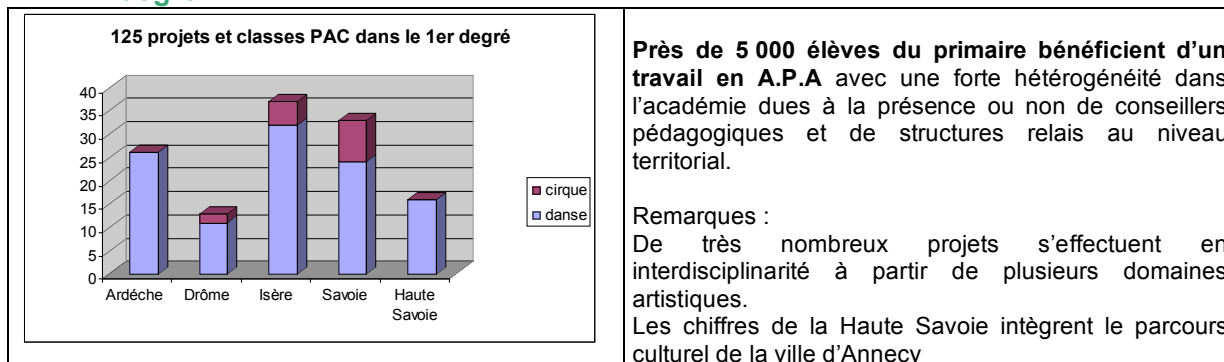 125 projets et classes PAC dans le 1er degré
40
35
30
25
20
15
10
5
0
Ardéche
Drôme
Isère
Savoie
Haute
Savoie
cirque
danse
Près de 5 000 élèves du primaire bénéficient d’un
travail en A.P.A avec une forte hétérogénéité dans
l’académie dues à la présence ou non de conseillers
pédagogiques et de structures relais au niveau
territorial.
Remarques :
De très nombreux projets s’effectuent en
interdisciplinarité à partir de plusieurs domaines
artistiques.
Les chiffres de la Haute Savoie intègrent le parcours
culturel de la ville d’Annecy